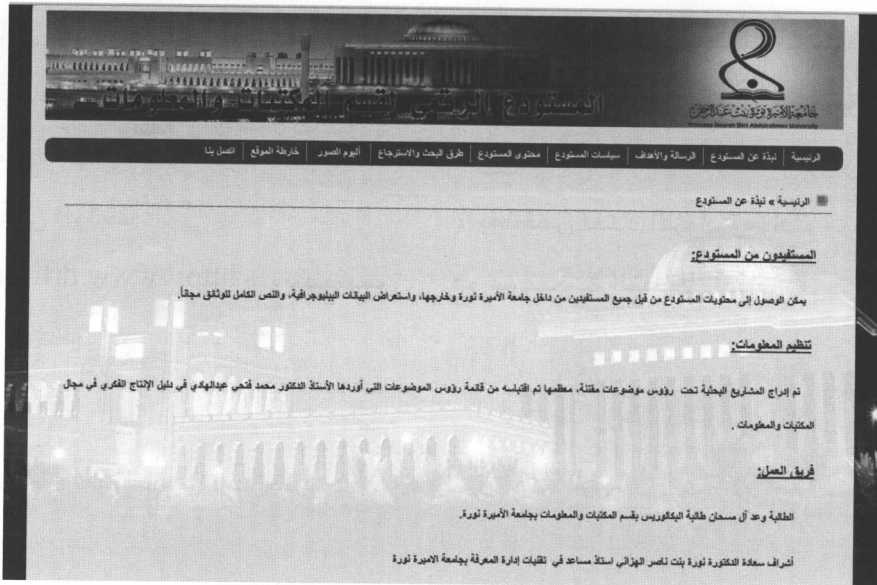 المستودع الرقمي لقسم المكتبات والمعلومات
جامعة الأميرة نورة بنت عبدالرحمن
Princess Nourah Bint Abdulrahman University
الرئيسية | نبذة عن المستودع | الرسالة والأهداف | سياسات المستودع | محتوى المستودع | طرق البحث والاسترجاع | ألبوم الصور | خارطة الموقع | اتصل بنا
الرئيسية » نبذة عن المستودع
المستفيدون من المستودع:
يمكن الوصول إلى محتويات المستودع من قبل جميع المستفيدين من داخل جامعة الأميرة نورة وخارجها، واستعراض البيانات الببليوجرافية، والنص الكامل للوثائق مجاناً.
تنظيم المعلومات:
تم إدراج المشاريع البحثية تحت رؤوس موضوعات مقننة، معظمها تم اقتباسه من قائمة رؤوس الموضوعات التي أوردها الأستاذ الدكتور محمد فتحي عبدالهادي في دليل الإنتاج الفكري في مجال
المكتبات والمعلومات .
فريق العمل:
الطالبة وعد آل مسحان طالبة البكالوريس بقسم المكتبات والمعلومات بجامعة الأميرة نورة.
أشراف سعادة الدكتورة نورة بنت ناصر الهزاني استاذ مساعد في تقنيات إدارة المعرفة بجامعة الاميرة نورة